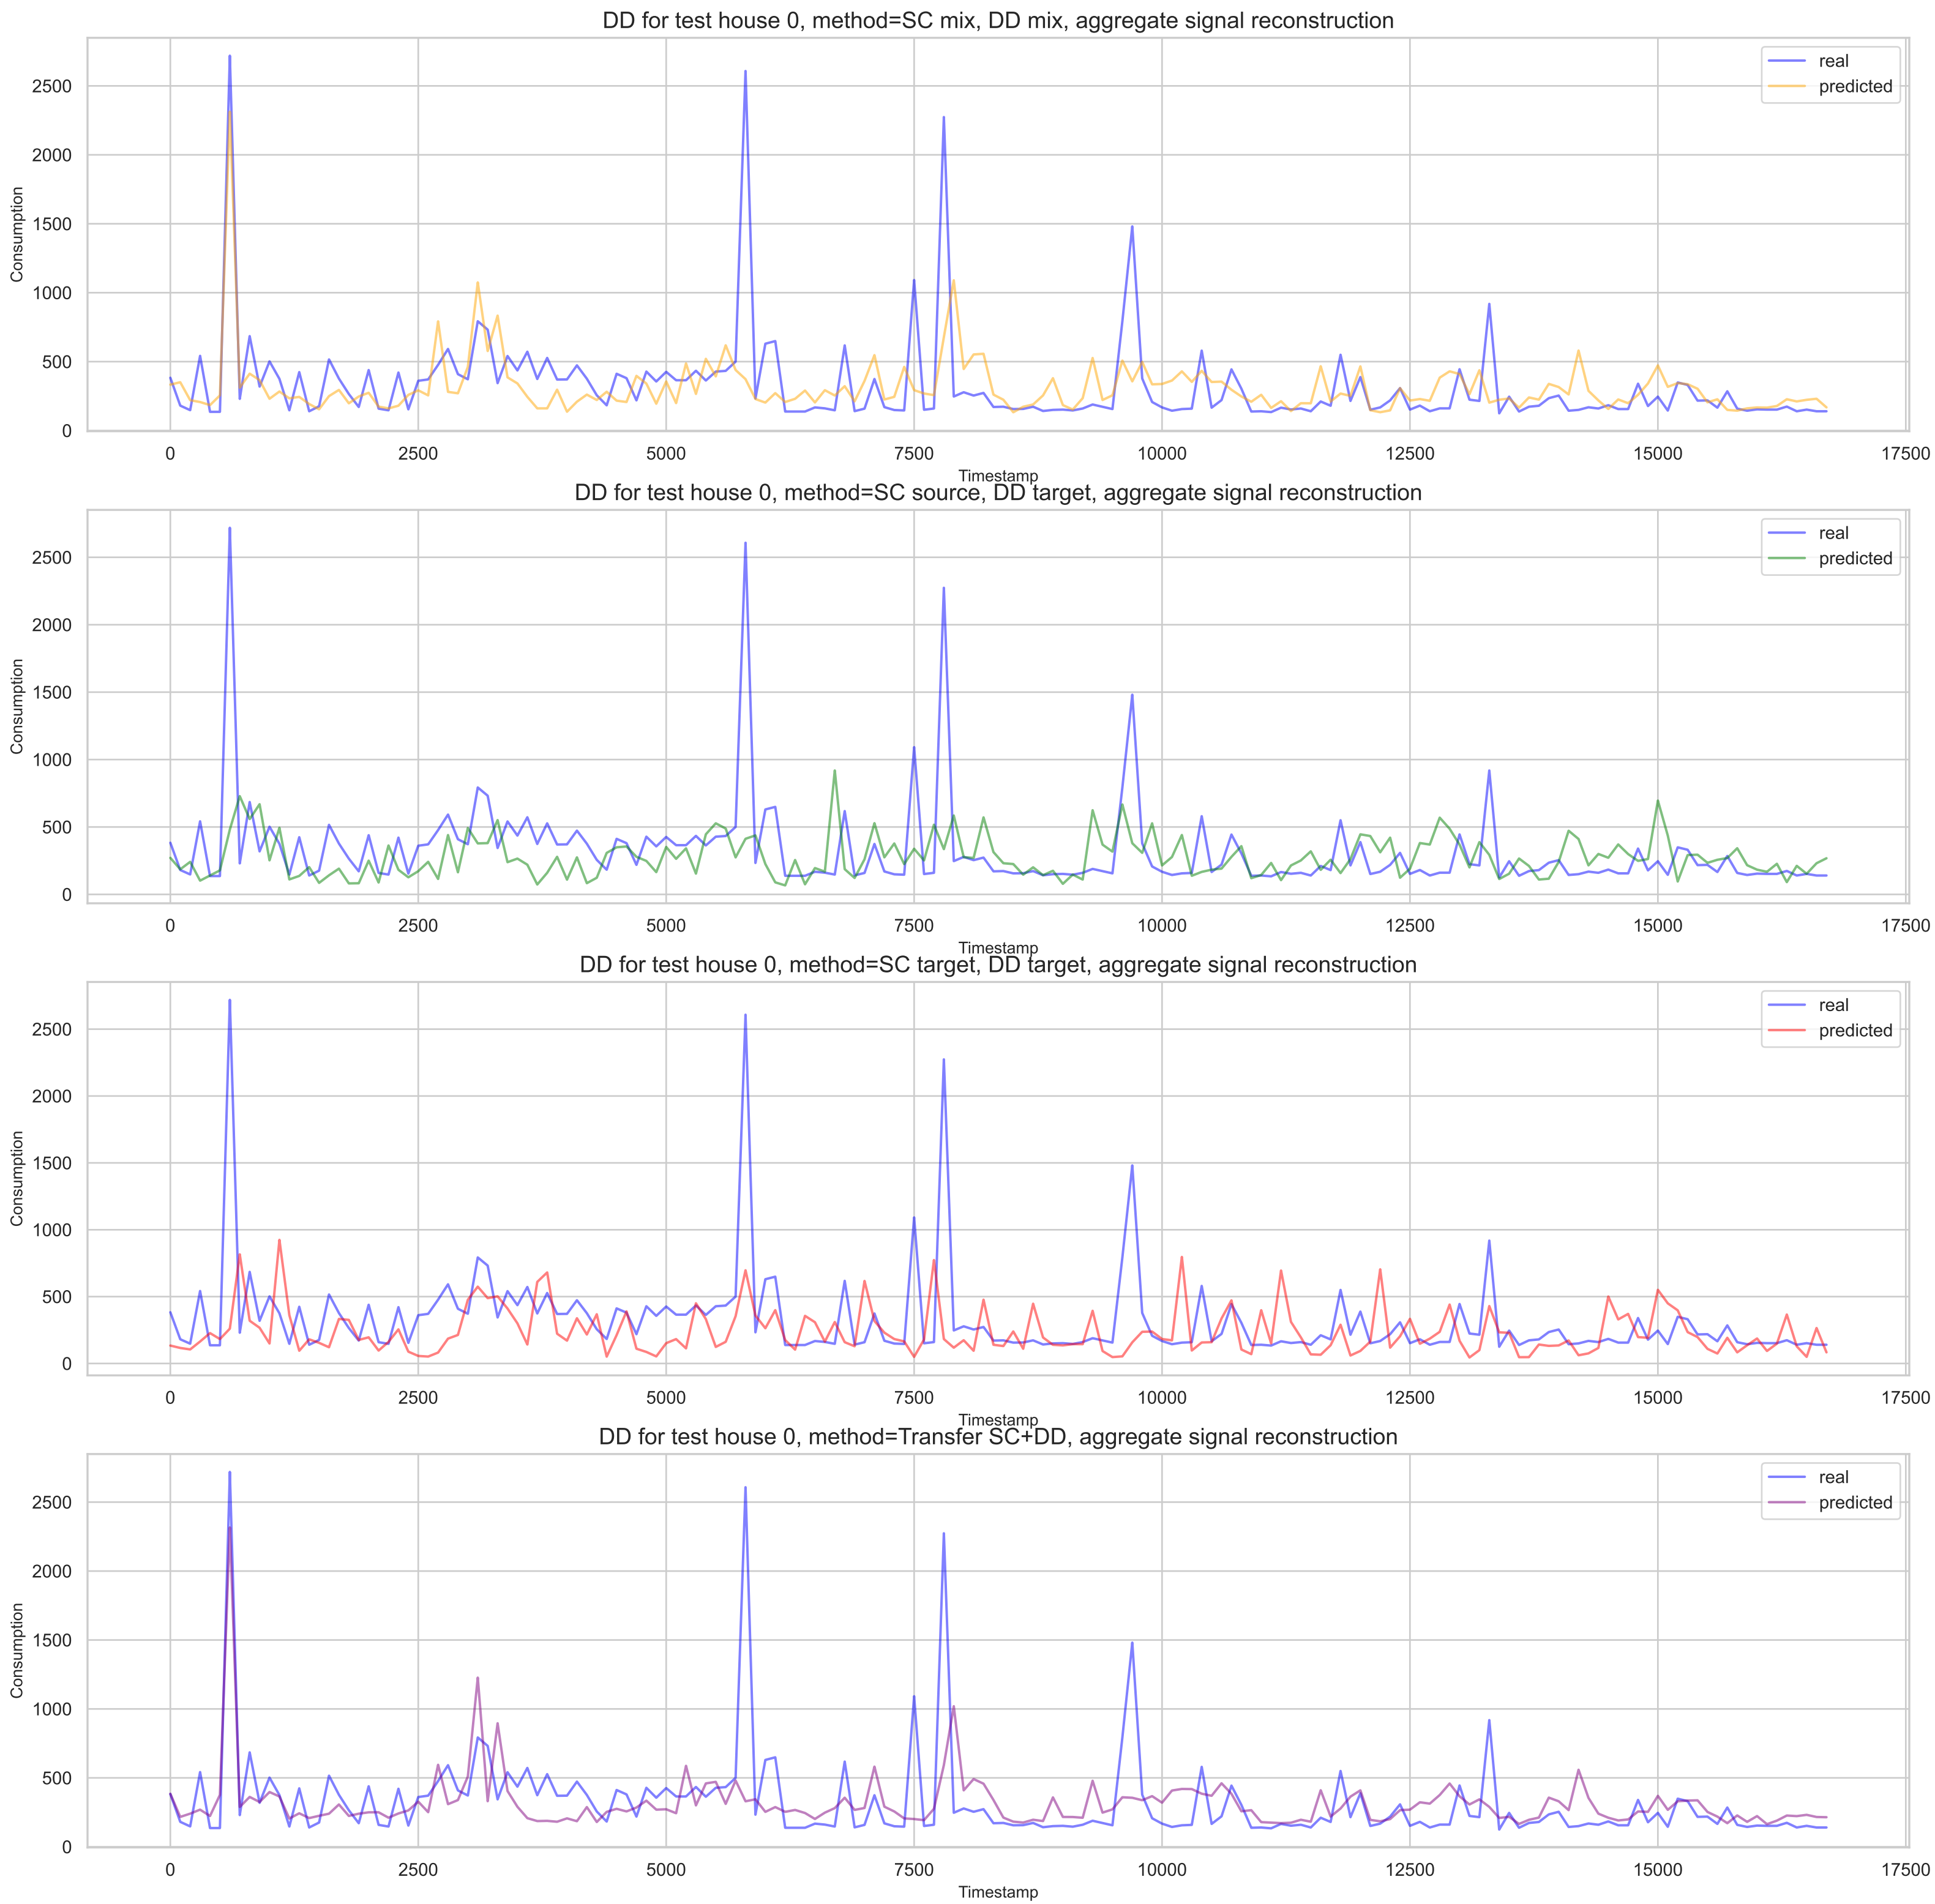 DD for test house 0, method=SC mix, DD mix, aggregate signal reconstruction
real
predicted
Consumption
2500
2000
1500
1000
500
0
0 2500 5000 7500 10000 12500 15000 17500
Timestamp
DD for test house 0, method=SC source, DD target, aggregate signal reconstruction
real
predicted
Consumption
2500
2000
1500
1000
500
0
0 2500 5000 7500 10000 12500 15000 17500
Timestamp
DD for test house 0, method=SC target, DD target, aggregate signal reconstruction
real
predicted
Consumption
2500
2000
1500
1000
500
0
0 2500 5000 7500 10000 12500 15000 17500
Timestamp
DD for test house 0, method=Transfer SC+DD, aggregate signal reconstruction
real
predicted
Consumption
2500
2000
1500
1000
500
0
0 2500 5000 7500 10000 12500 15000 17500
Timestamp